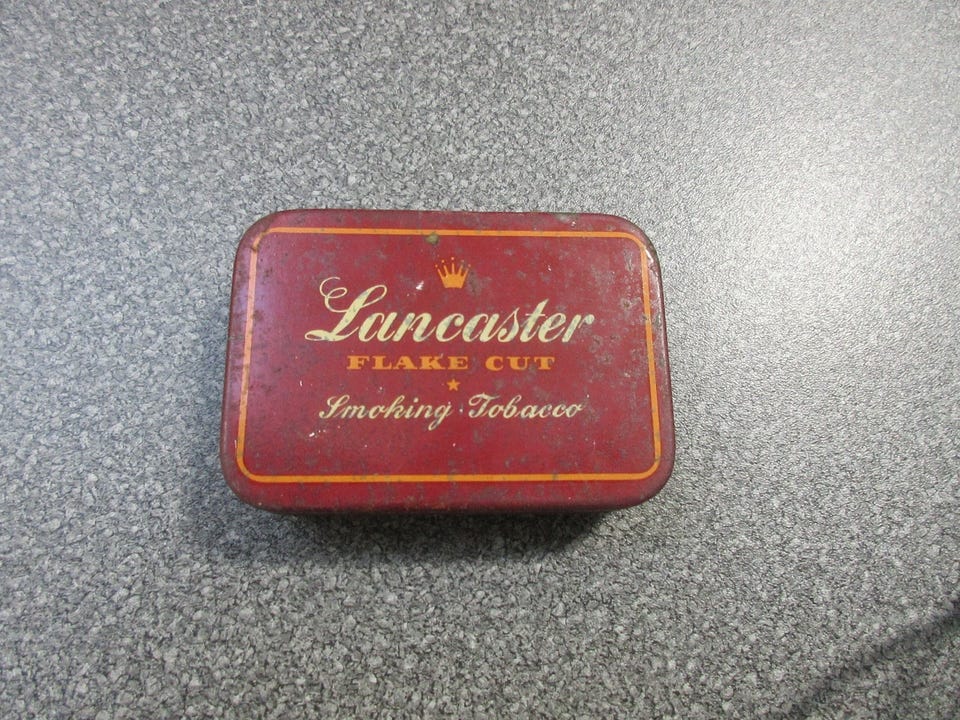 Lancaster
FLAKE CUT
Smoking Tobacco